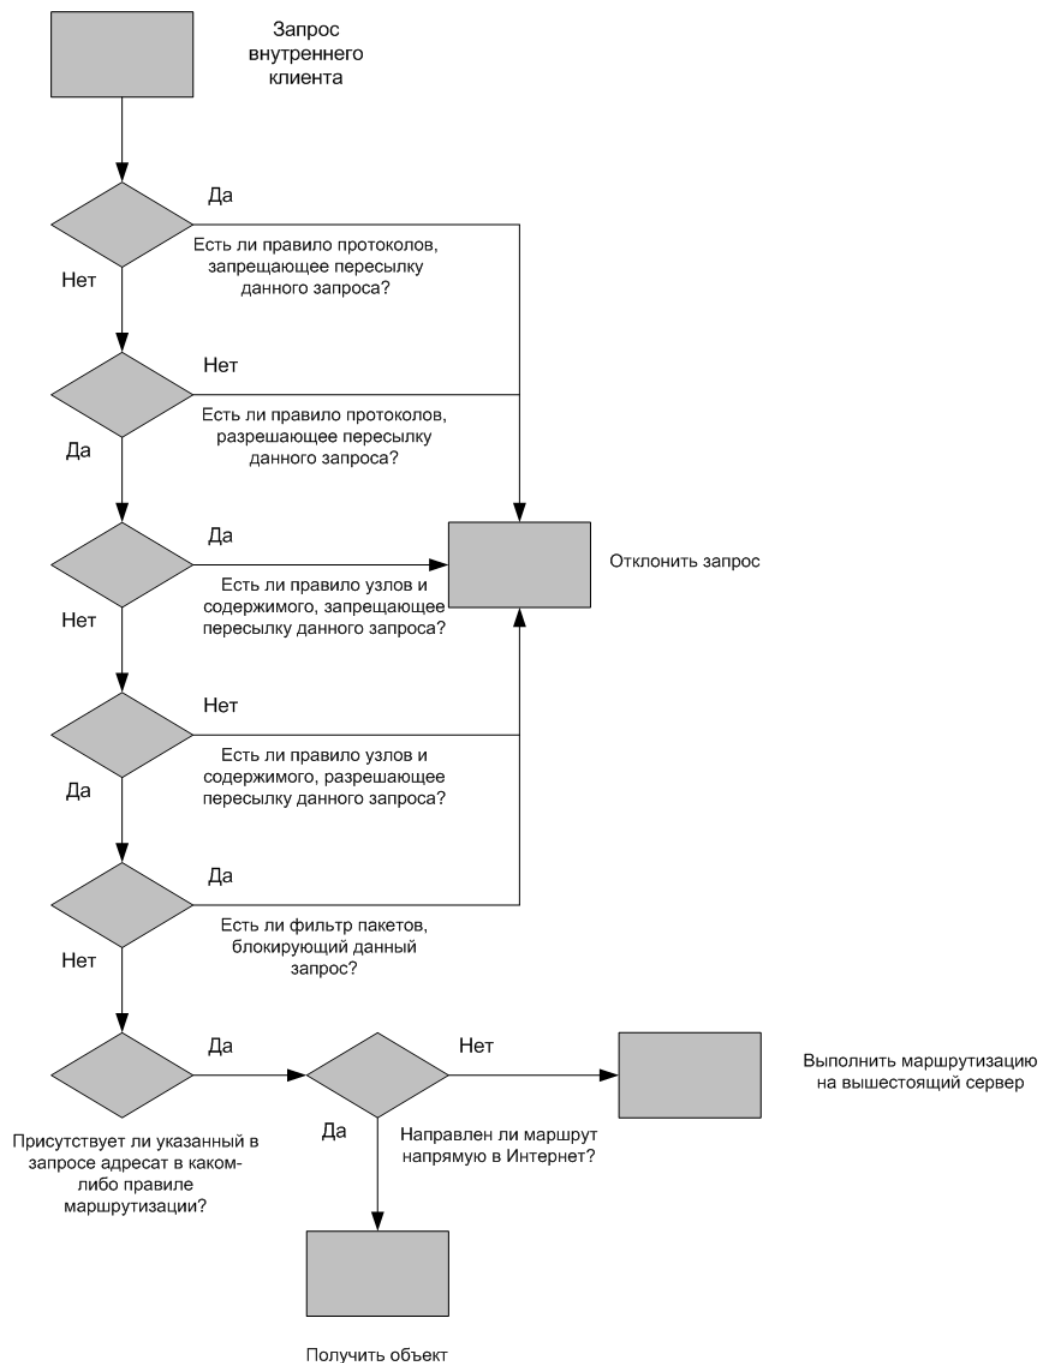 Запрос
внутреннего
клиента
Да
Есть ли правило протоколов,
запрещающее пересылку
данного запроса?
Нет
Нет
Есть ли правило протоколов,
разрешающее пересылку
данного запроса?
Да
Да
Отклонить запрос
Есть ли правило узлов и
содержимого, запрещающее
пересылку данного запроса?
Нет
Нет
Есть ли правило узлов и
содержимого, разрешающее
пересылку данного запроса?
Да
Да
Есть ли фильтр пакетов,
блокирующий данный
запрос?
Нет
Да
Нет
Выполнить маршрутизацию
на вышестоящий сервер
Присутствует ли указанный в
запросе адресат в каком-
либо правиле
маршрутизации?
Да
Направлен ли маршрут
напрямую в Интернет?
Получить объект